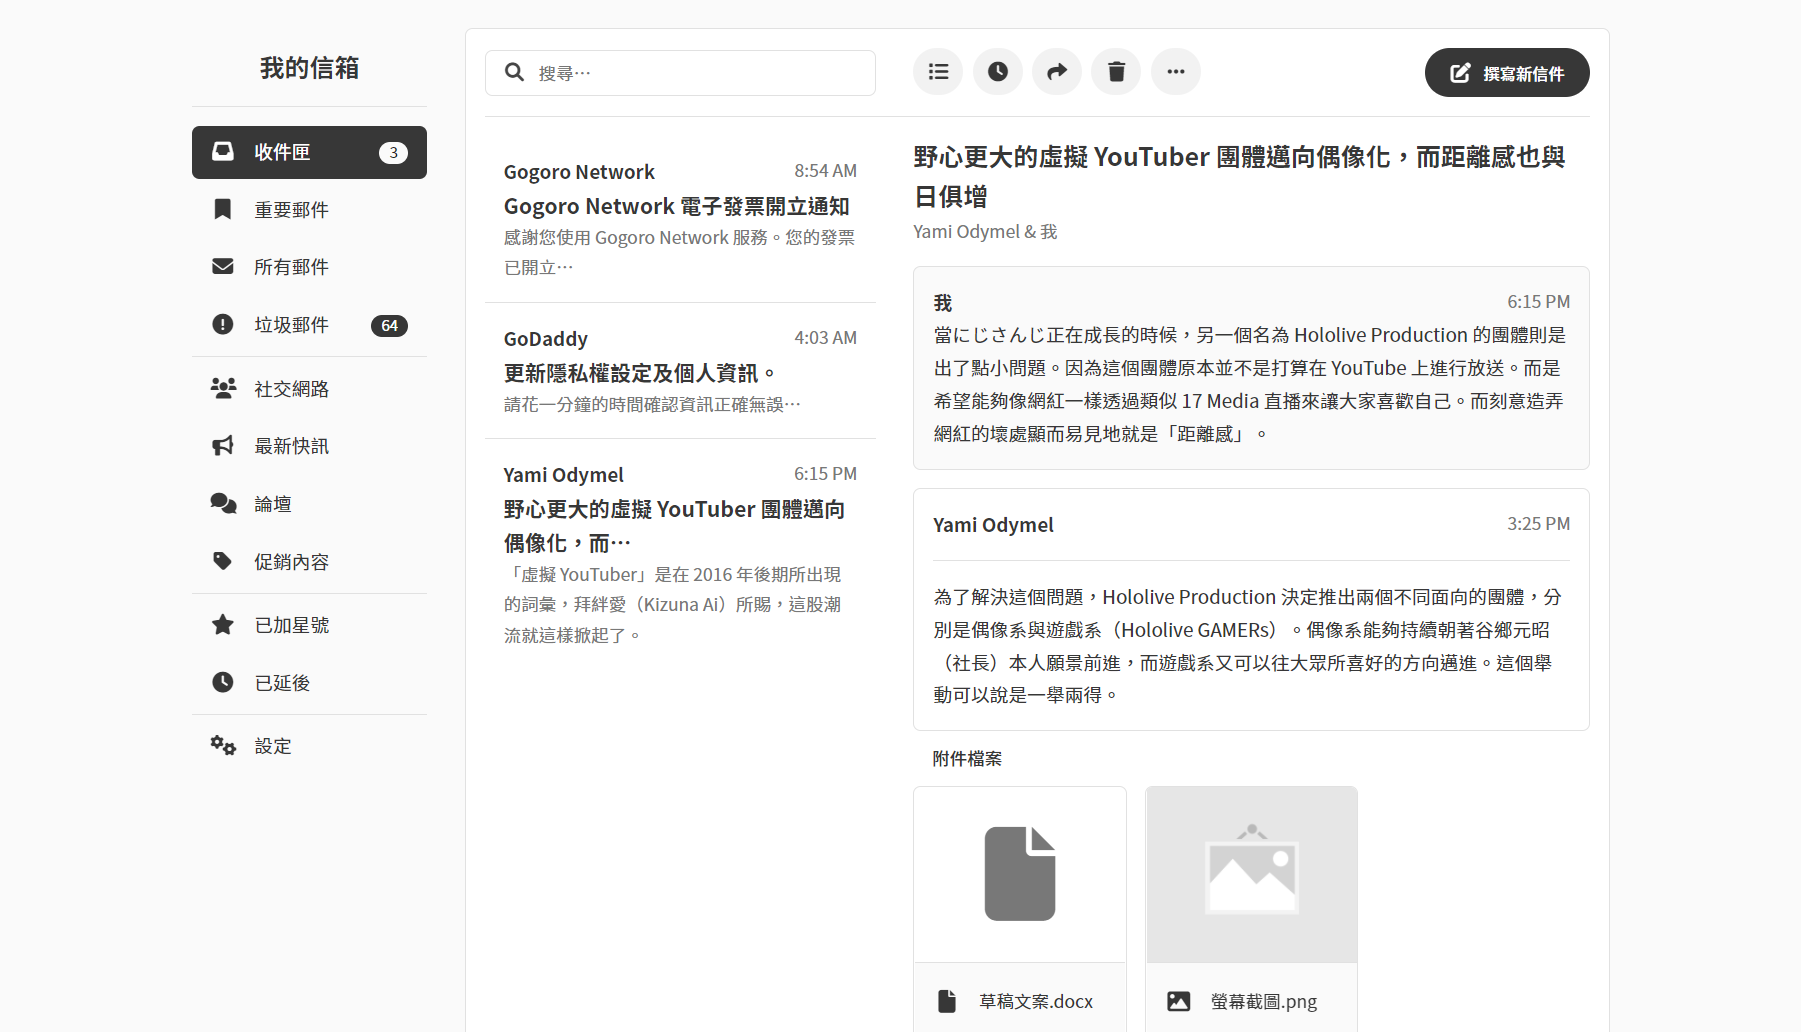 我的信箱
收件匣 3
重要郵件
所有郵件
垃圾郵件 64
社交網路
最新快訊
論壇
促銷內容
已加星號
已延後
設定
搜尋⋯
撰寫新信件
Gogoro Network 8:54 AM
Gogoro Network 電子發票開立通知
感謝您使用 Gogoro Network 服務。您的發票
已開立⋯
GoDaddy 4:03 AM
更新隱私權設定及個人資訊。
請花一分鐘的時間確認資訊正確無誤⋯
Yami Odymel 6:15 PM
野心更大的虛擬 YouTuber 團體邁向
偶像化，而⋯
「虛擬 YouTuber」是在 2016 年後期所出現
的詞彙，拜絆愛（Kizuna Ai）所賜，這股潮
流就這樣掀起了。
野心更大的虛擬 YouTuber 團體邁向偶像化，而距離感也與
日俱增
Yami Odymel & 我
我 6:15 PM
當にじさんじ正在成長的時候，另一個名為 Hololive Production 的團體則是
出了點小問題。因為這個團體原本並不是打算在 YouTube 上進行放送。而是
希望能夠像網紅一樣透過類似 17 Media 直播來讓大家喜歡自己。而刻意造弄
網紅的壞處顯而易見地就是「距離感」。
Yami Odymel 3:25 PM
為了解決這個問題，Hololive Production 決定推出兩個不同面向的團體，分
別是偶像系與遊戲系（Hololive GAMERs）。偶像系能夠持續朝著谷鄉元昭
（社長）本人願景前進，而遊戲系又可以往大眾所喜好的方向邁進。這個舉
動可以說是一舉兩得。
附件檔案
草稿文案.docx
螢幕截圖.png